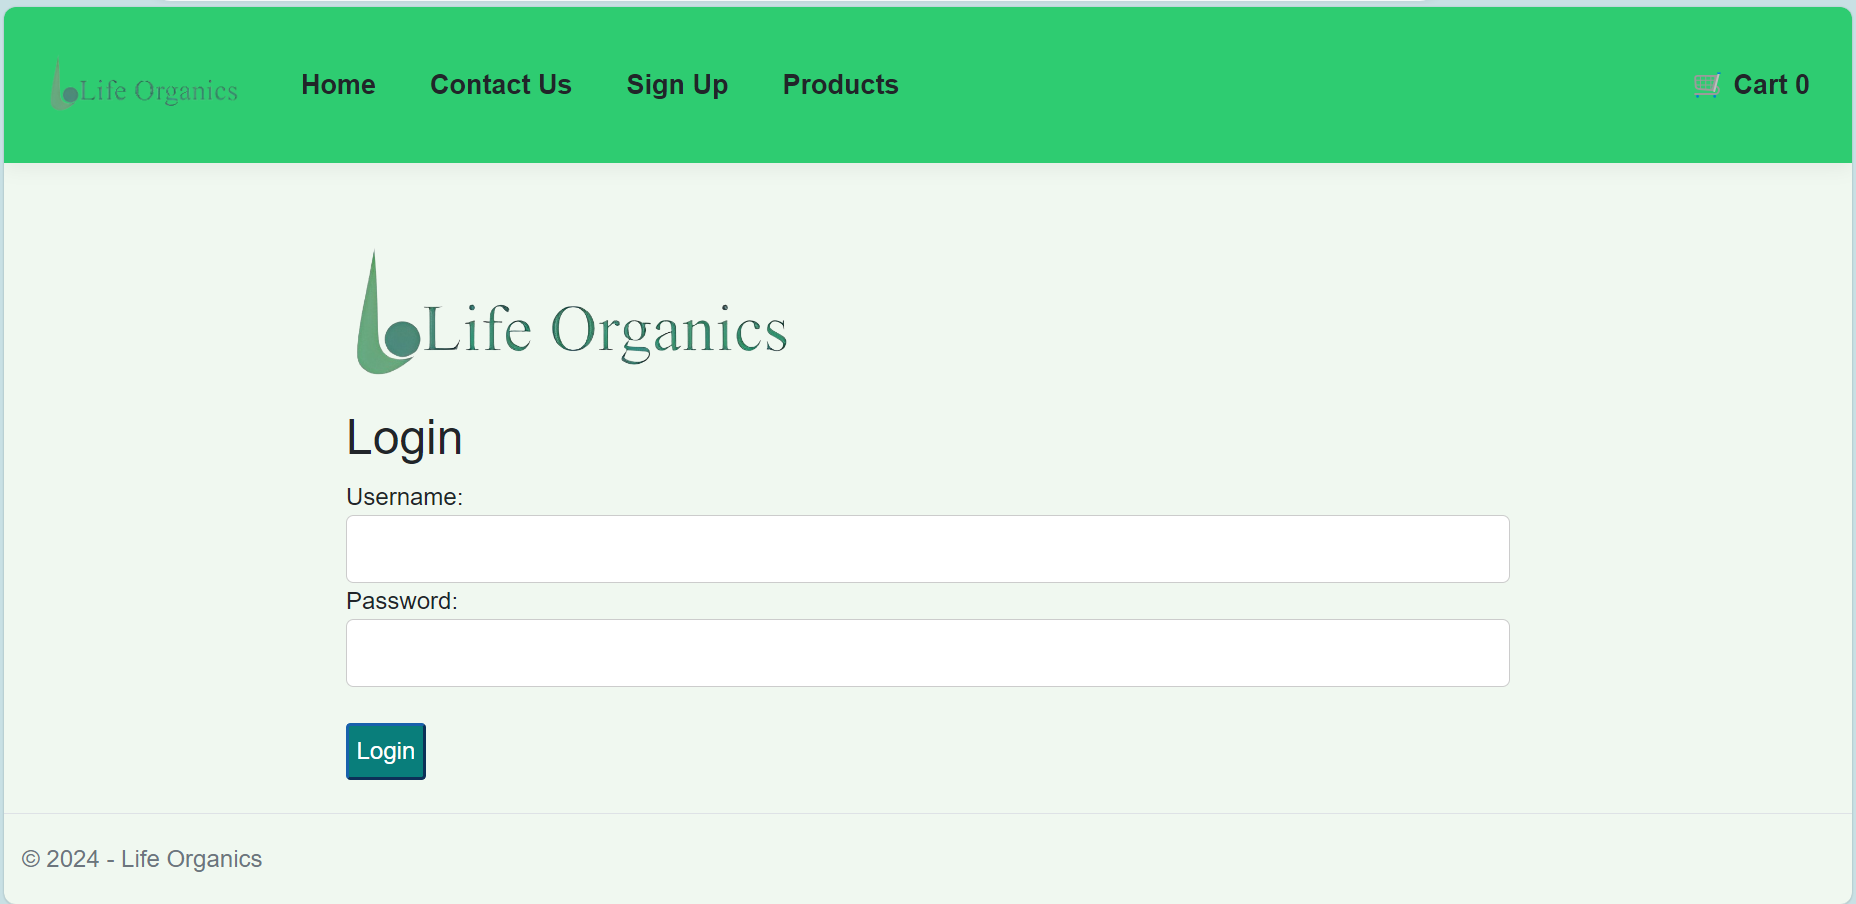 Life Organics Home Contact Us Sign Up Products Cart 0
Life Organics
Login
Username:
Password:
Login
© 2024 - Life Organics